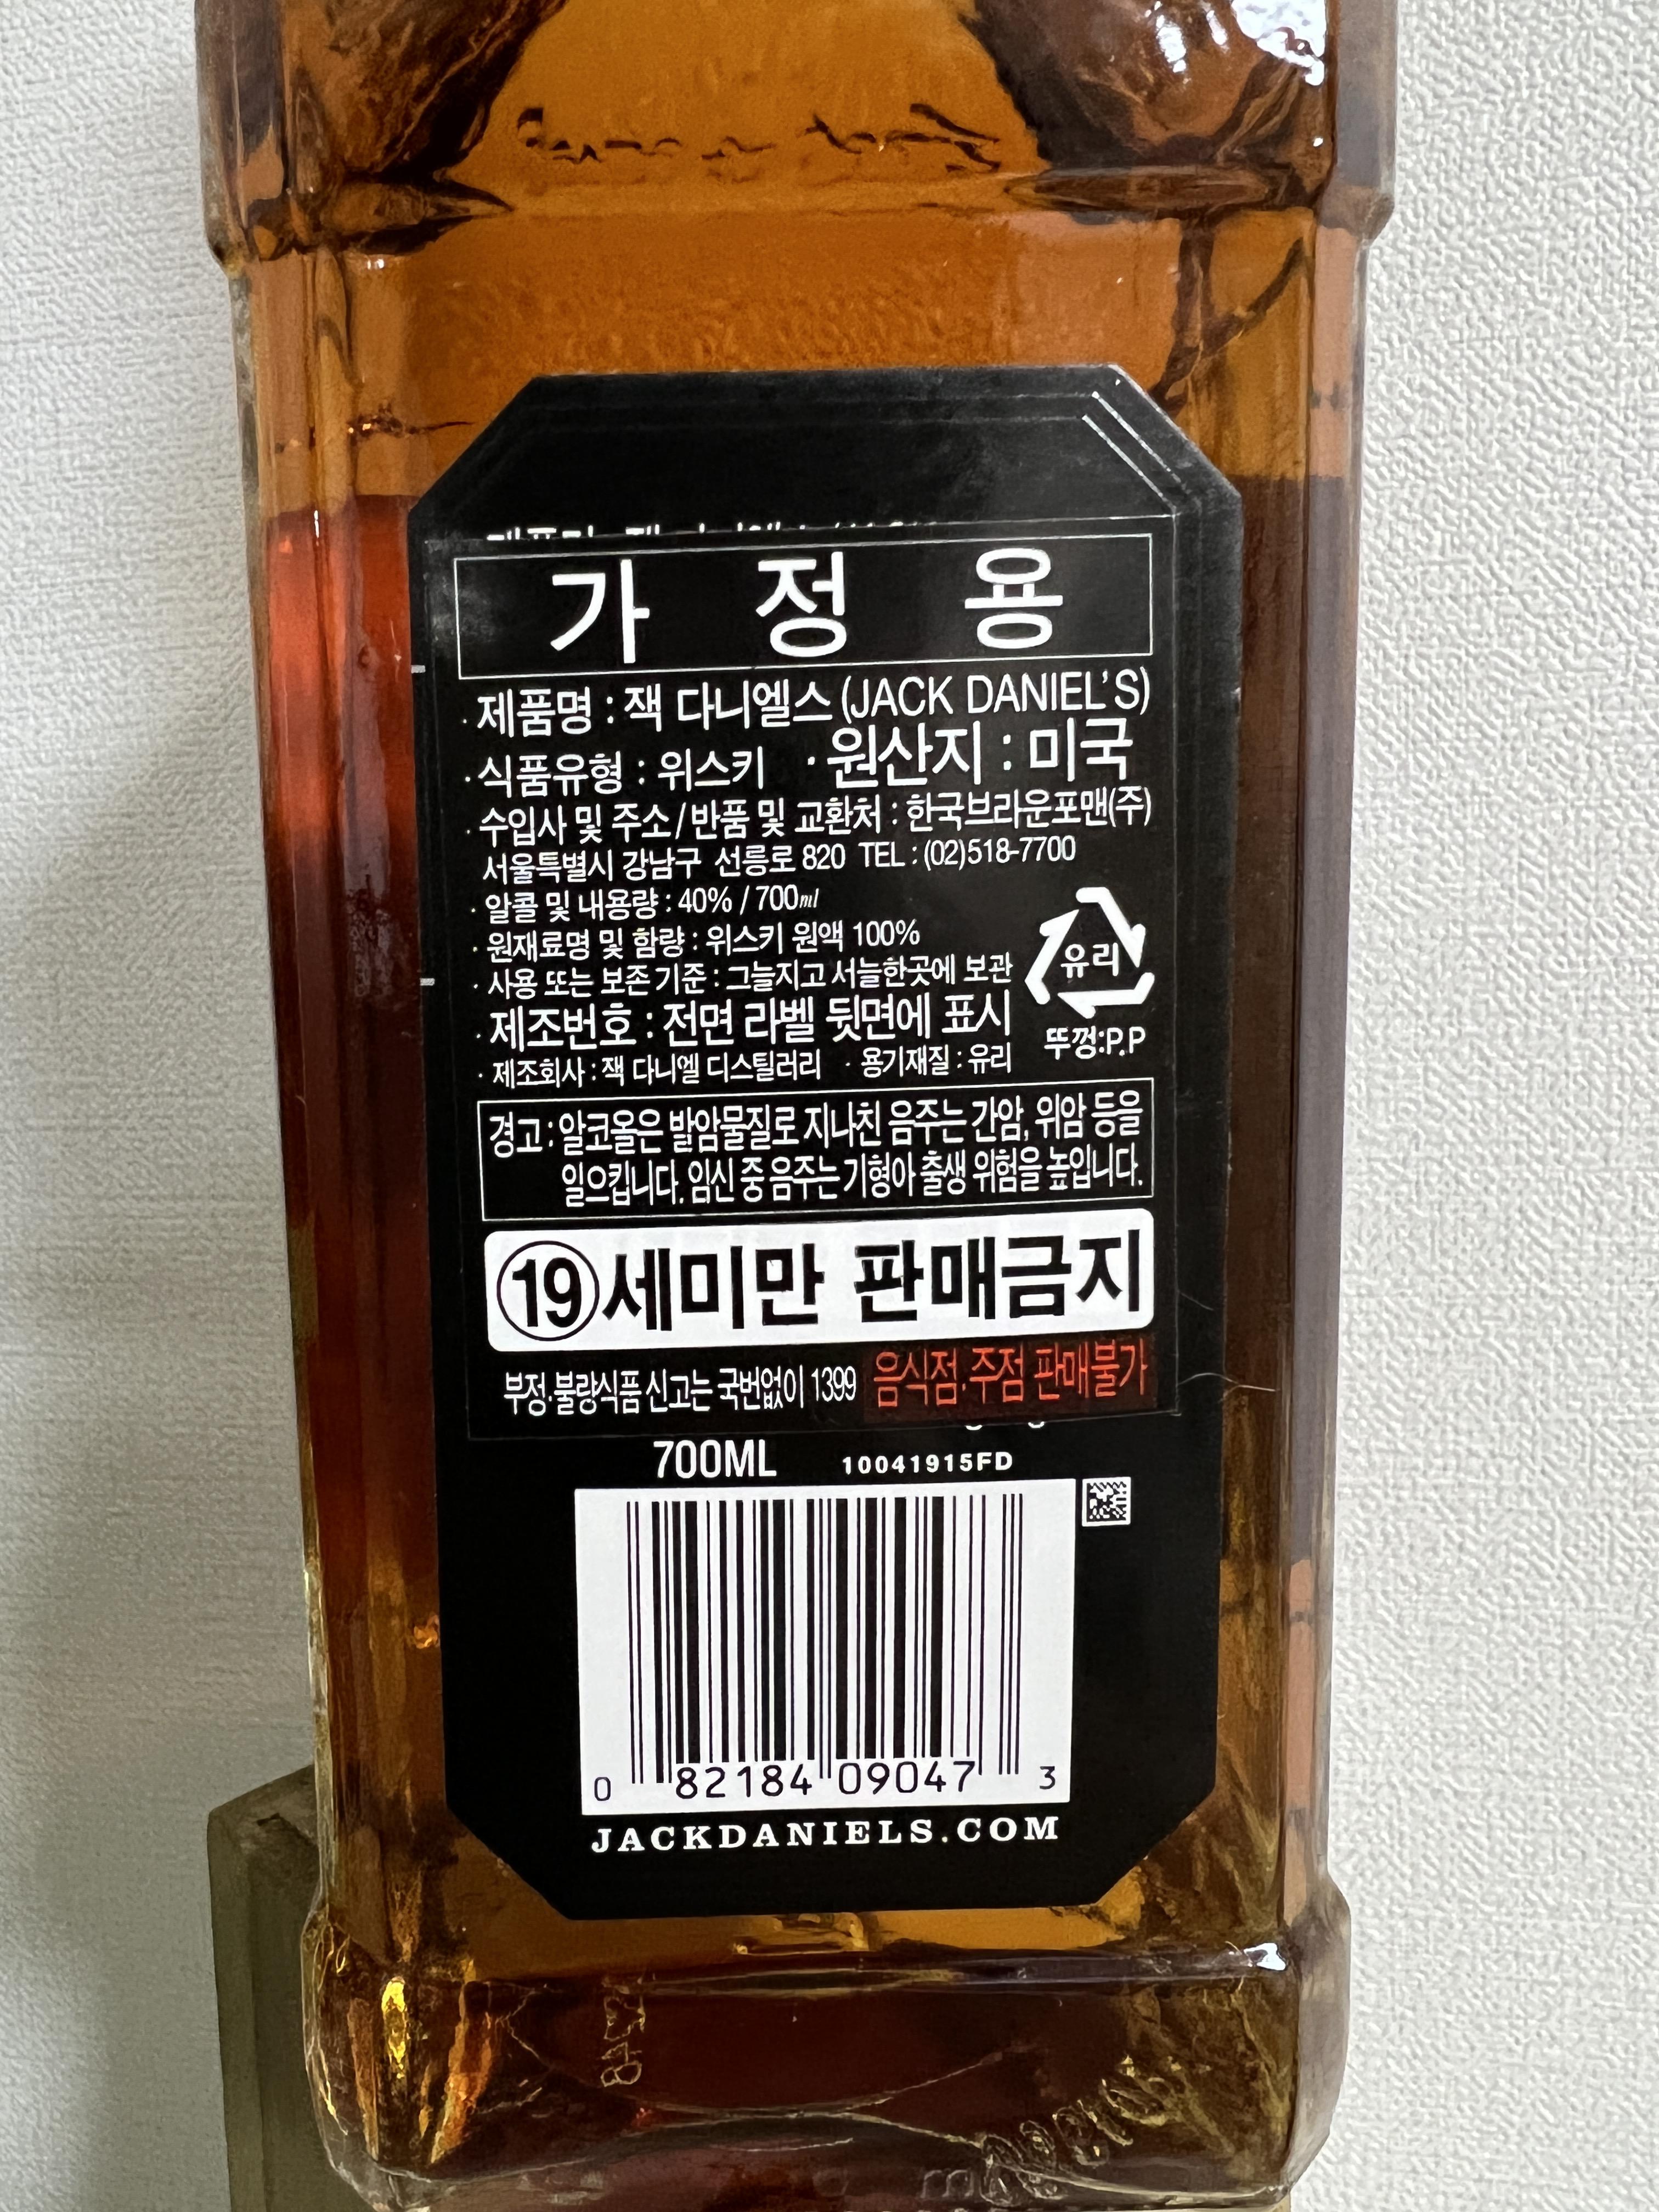 가 정 용
· 제품명 : 잭 다니엘스 (JACK DANIEL'S)
· 식품유형 : 위스키 · 원산지 : 미국
· 수입사 및 주소 / 반품 및 교환처 : 한국브라운포맨(주)
서울특별시 강남구 선릉로 820 TEL : (02)518-7700
· 알콜 및 내용량 : 40% / 700ml
· 원재료명 및 함량 : 위스키 원액 100%
· 사용 또는 보존 기준 : 그늘지고 서늘한곳에 보관
유리
· 제조번호 : 전면 라벨 뒷면에 표시
뚜껑:P.P
· 제조회사 : 잭 다니엘 디스틸러리 · 용기재질 : 유리
경고 : 알코올은 발암물질로 지나친 음주는 간암, 위암 등을
일으킵니다. 임신 중 음주는 기형아 출생 위험을 높입니다.
19세미만 판매금지
부정·불량식품 신고는 국번없이 1399 음식점·주점 판매불가
700ML 10041915FD
0 82184 09047 3
JACKDANIELS.COM